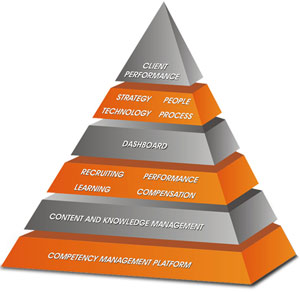 CLIENT
PERFORMANCE
STRATEGY PEOPLE
TECHNOLOGY PROCESS
DASHBOARD
RECRUITING PERFORMANCE
LEARNING COMPENSATION
CONTENT AND KNOWLEDGE MANAGEMENT
COMPETENCY MANAGEMENT PLATFORM